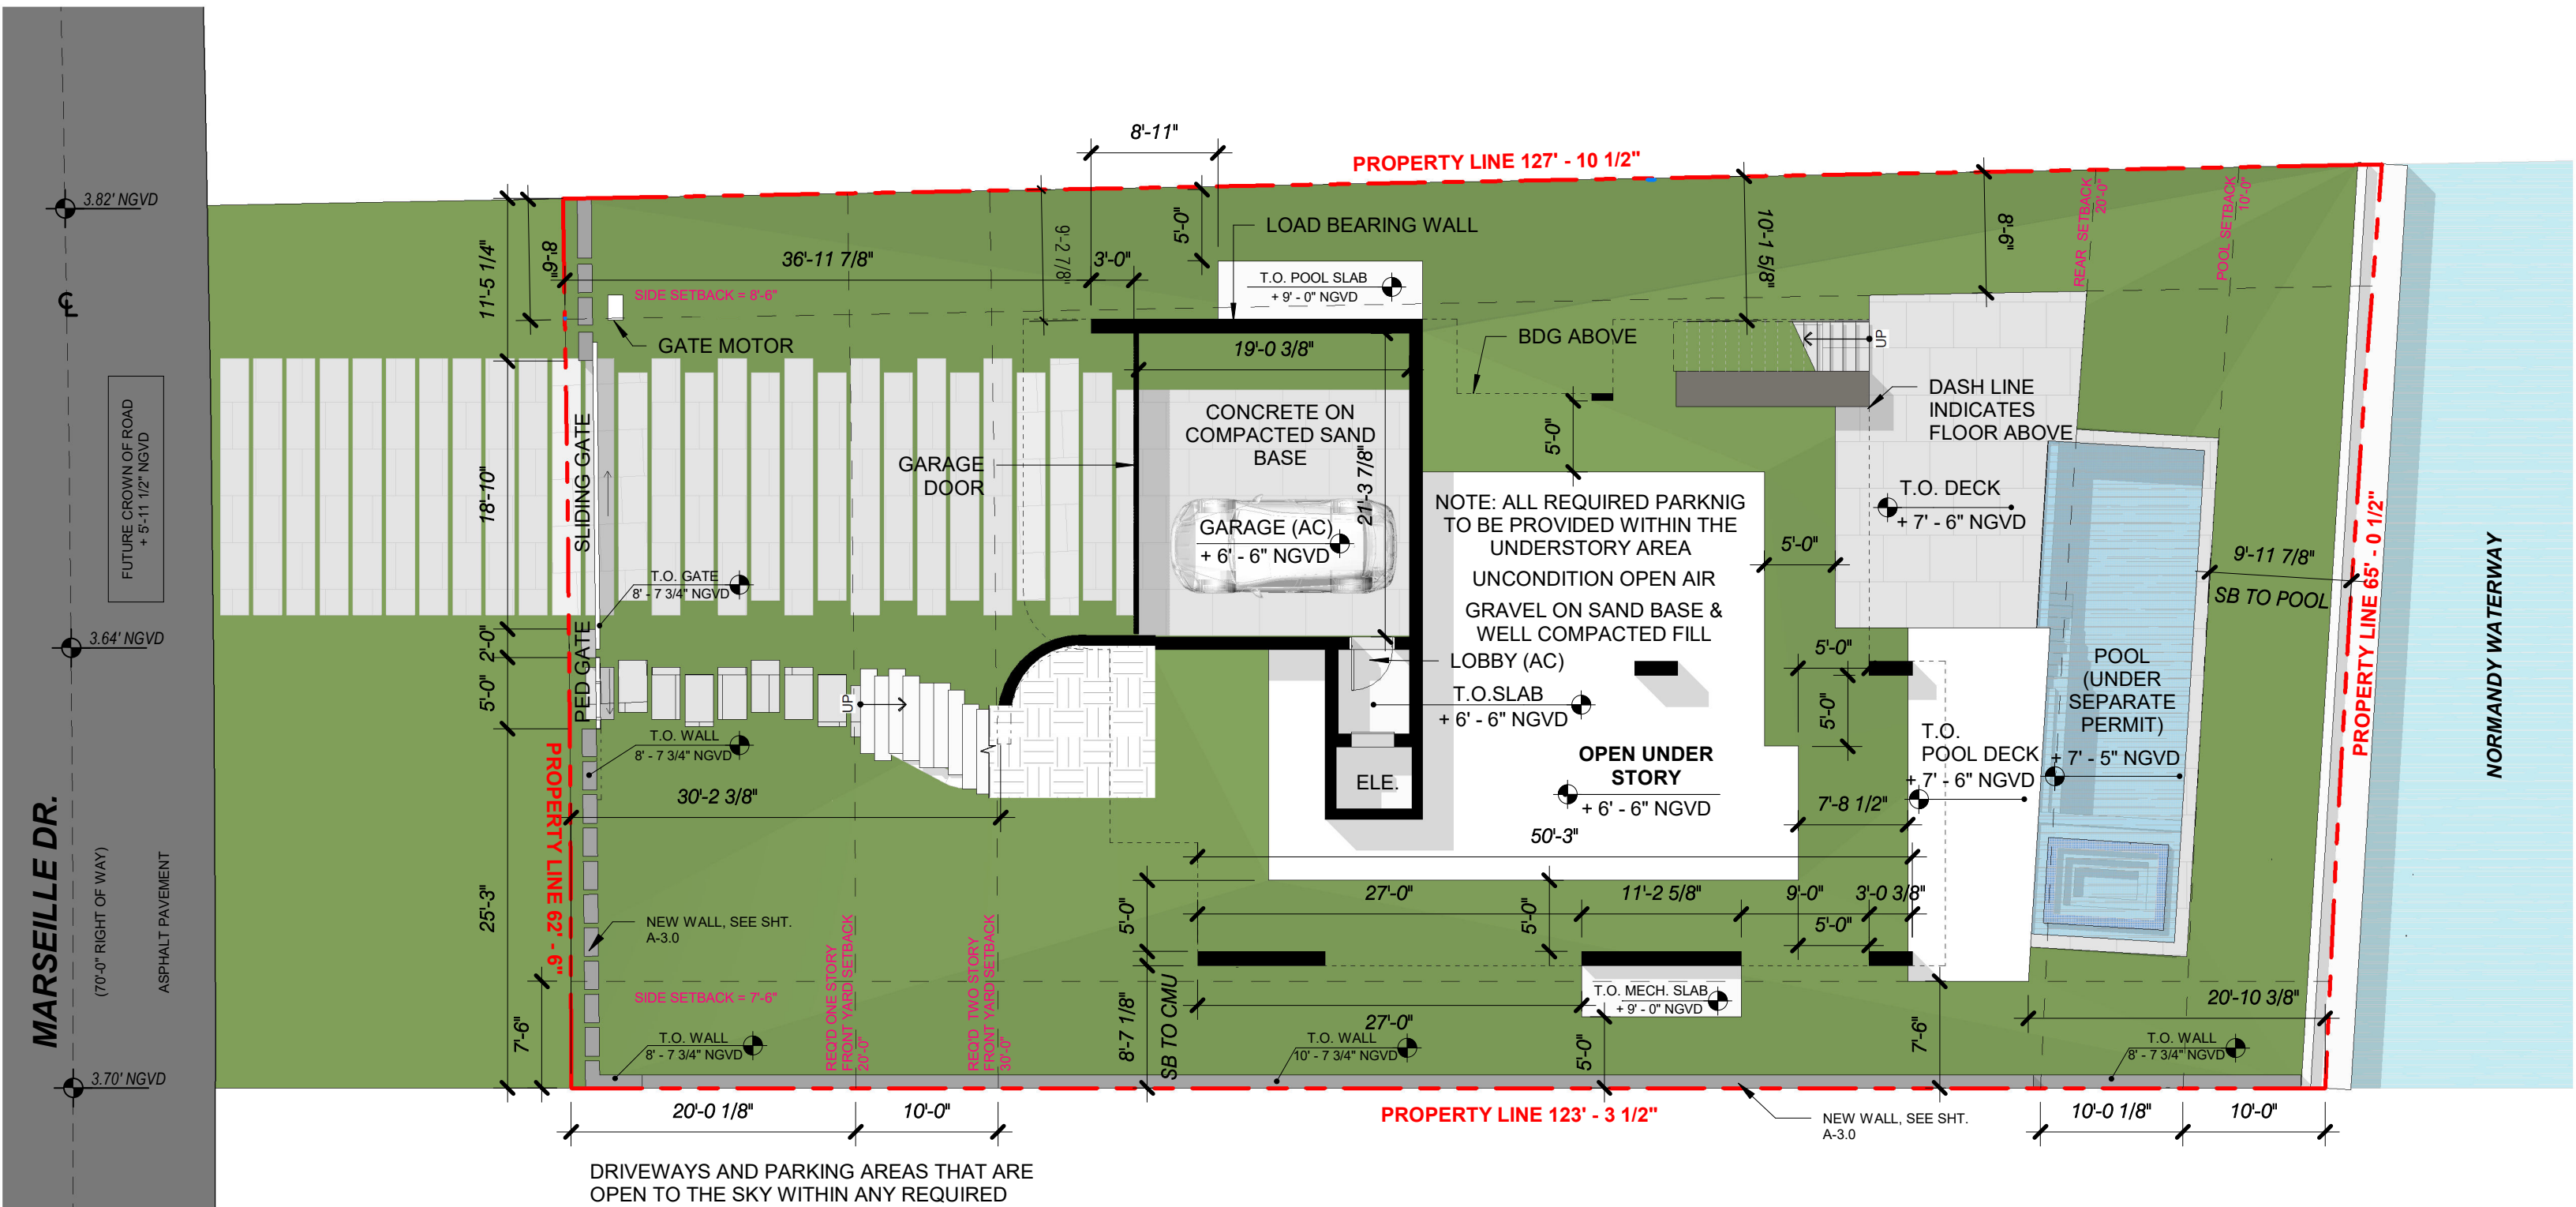 8'-11"
PROPERTY LINE 127' - 10 1/2"
3.82' NGVD
℄
FUTURE CROWN OF ROAD
+ 5'-11 1/2" NGVD
3.64' NGVD
MARSEILLE DR.
(70'-0" RIGHT OF WAY)
ASPHALT PAVEMENT
3.70' NGVD
11'-5 1/4"
8'-6"
18'-10"
2'-0"
5'-0"
25'-3"
7'-6"
36'-11 7/8"
3'-0"
9'-2 7/8"
5'-0"
SIDE SETBACK = 8'-6"
GATE MOTOR
SLIDING GATE
PED GATE
T.O. GATE
8' - 7 3/4" NGVD
T.O. WALL
8' - 7 3/4" NGVD
UP
30'-2 3/8"
PROPERTY LINE 62' - 6"
NEW WALL, SEE SHT.
A-3.0
SIDE SETBACK = 7'-6"
T.O. WALL
8' - 7 3/4" NGVD
REQ'D ONE STORY
FRONT YARD SETBACK
20'-0"
REQ'D TWO STORY
FRONT YARD SETBACK
30'-0"
20'-0 1/8"
10'-0"
DRIVEWAYS AND PARKING AREAS THAT ARE
OPEN TO THE SKY WITHIN ANY REQUIRED
LOAD BEARING WALL
T.O. POOL SLAB
+ 9' - 0" NGVD
19'-0 3/8"
21'-3 7/8"
CONCRETE ON
COMPACTED SAND
BASE
GARAGE
DOOR
GARAGE (AC)
+ 6' - 6" NGVD
BDG ABOVE
10'-1 5/8"
8'-6"
REAR SETBACK
20'-0"
POOL SETBACK
10'-0"
UP
5'-0"
DASH LINE
INDICATES
FLOOR ABOVE
T.O. DECK
+ 7' - 6" NGVD
NOTE: ALL REQUIRED PARKNIG
TO BE PROVIDED WITHIN THE
UNDERSTORY AREA
UNCONDITION OPEN AIR
GRAVEL ON SAND BASE &
WELL COMPACTED FILL
5'-0"
LOBBY (AC)
T.O.SLAB
+ 6' - 6" NGVD
ELE.
OPEN UNDER
STORY
+ 6' - 6" NGVD
5'-0"
5'-0"
7'-8 1/2"
50'-3"
T.O.
POOL DECK
+ 7' - 6" NGVD
POOL
(UNDER
SEPARATE
PERMIT)
+ 7' - 5" NGVD
9'-11 7/8"
SB TO POOL
PROPERTY LINE 65' - 0 1/2"
NORMANDY WATERWAY
27'-0"
11'-2 5/8"
9'-0"
3'-0 3/8"
5'-0"
5'-0"
5'-0"
8'-7 1/8"
SB TO CMU
27'-0"
T.O. MECH. SLAB
+ 9' - 0" NGVD
T.O. WALL
10' - 7 3/4" NGVD
5'-0"
7'-6"
20'-10 3/8"
T.O. WALL
8' - 7 3/4" NGVD
PROPERTY LINE 123' - 3 1/2"
NEW WALL, SEE SHT.
A-3.0
10'-0 1/8"
10'-0"